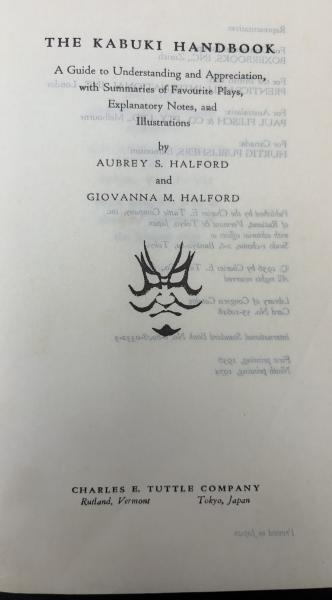 THE KABUKI HANDBOOK
A Guide to Understanding and Appreciation,
with Summaries of Favourite Plays,
Explanatory Notes, and
Illustrations
by
AUBREY S. HALFORD
and
GIOVANNA M. HALFORD
CHARLES E. TUTTLE COMPANY
Rutland, Vermont Tokyo, Japan